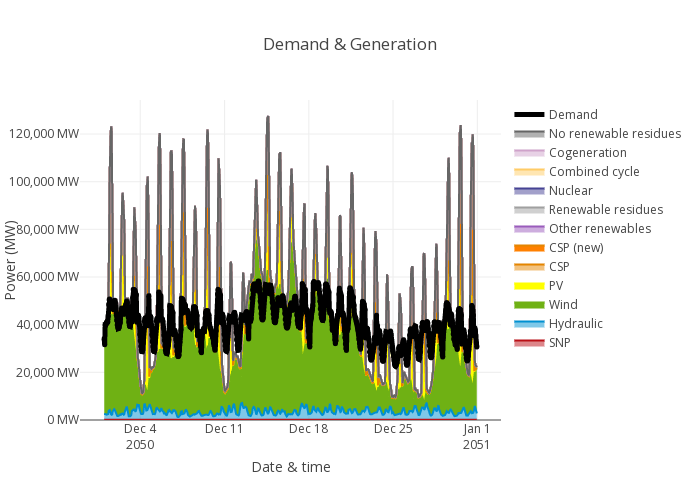 Demand & Generation
120,000 MW
100,000 MW
80,000 MW
60,000 MW
40,000 MW
20,000 MW
0 MW
Power (MW)
Dec 4
2050
Dec 11
Dec 18
Dec 25
Jan 1
2051
Date & time
Demand
No renewable residues
Cogeneration
Combined cycle
Nuclear
Renewable residues
Other renewables
CSP (new)
CSP
PV
Wind
Hydraulic
SNP